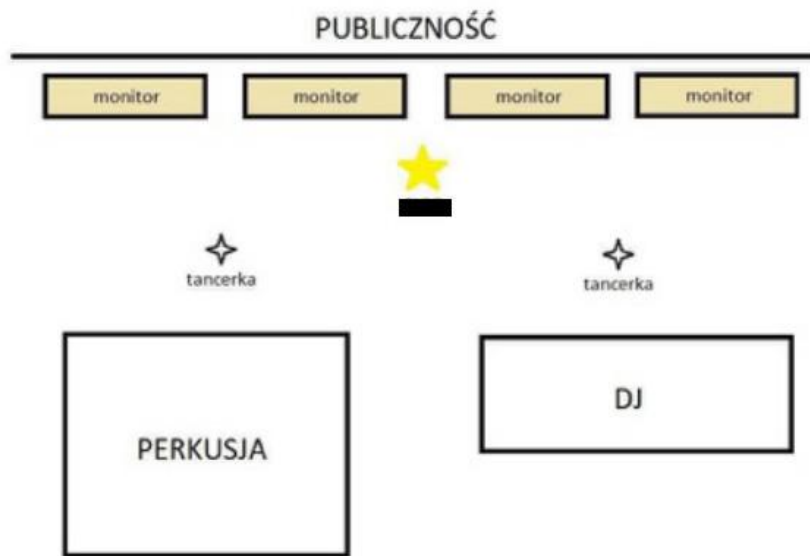 PUBLICZNOŚĆ
monitor monitor monitor monitor
tancerka tancerka
DJ
PERKUSJA